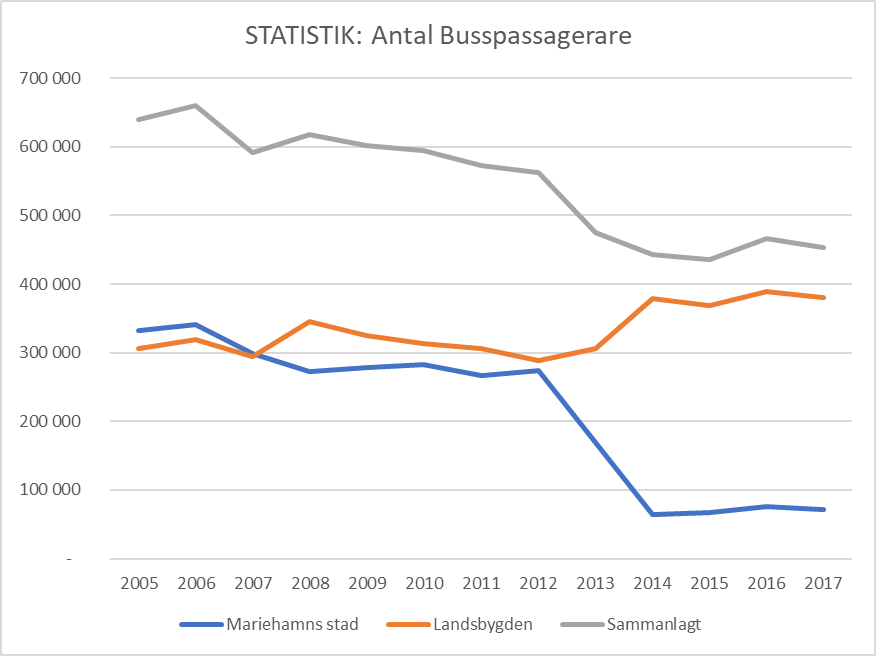 STATISTIK: Antal Busspassagerare
700 000
600 000
500 000
400 000
300 000
200 000
100 000
-
2005 2006 2007 2008 2009 2010 2011 2012 2013 2014 2015 2016 2017
Mariehamns stad Landsbygden Sammanlagt